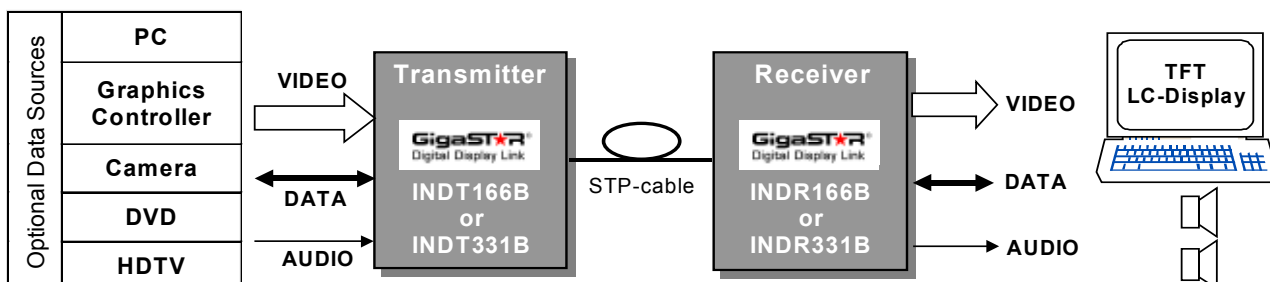 Optional Data Sources
PC
Graphics
Controller
Camera
DVD
HDTV
VIDEO
DATA
AUDIO
Transmitter
GigaSTAR®
Digital Display Link
INDT166B
or
INDT331B
STP-cable
Receiver
GigaSTAR®
Digital Display Link
INDR166B
or
INDR331B
VIDEO
DATA
AUDIO
TFT
LC-Display